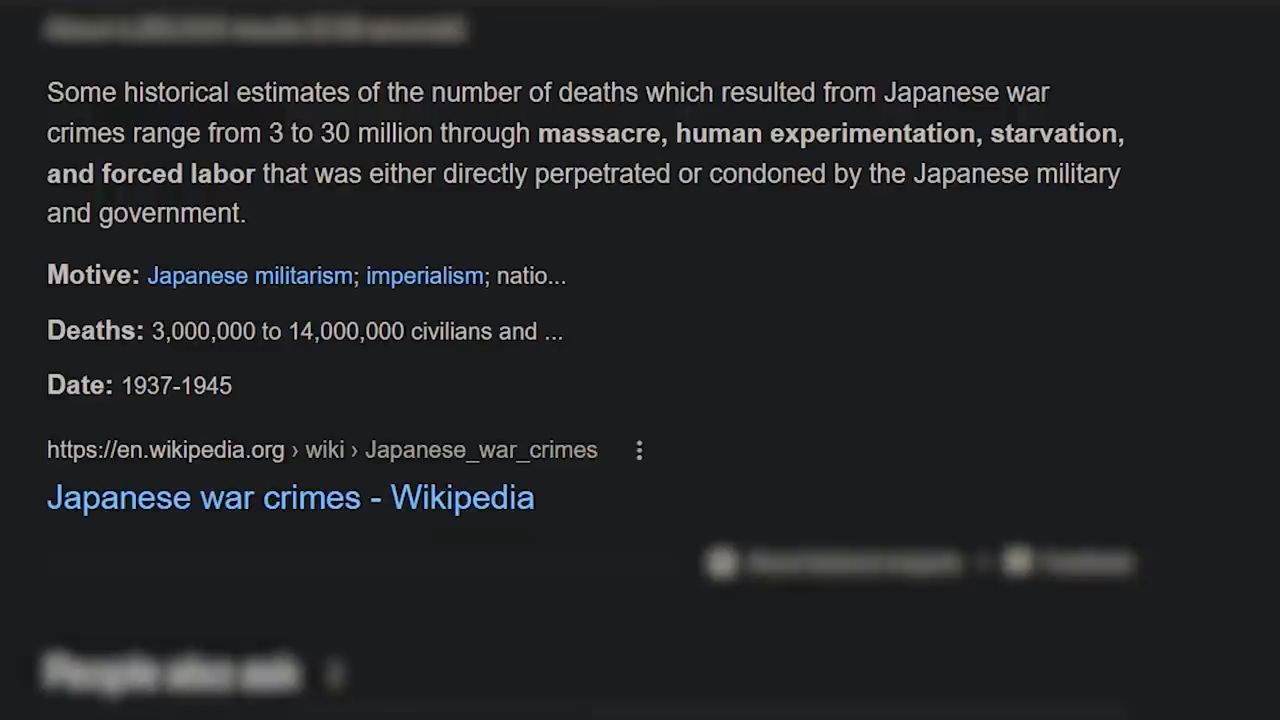 Some historical estimates of the number of deaths which resulted from Japanese war
crimes range from 3 to 30 million through massacre, human experimentation, starvation,
and forced labor that was either directly perpetrated or condoned by the Japanese military
and government.
Motive: Japanese militarism; imperialism; natio...
Deaths: 3,000,000 to 14,000,000 civilians and ...
Date: 1937-1945
https://en.wikipedia.org › wiki › Japanese_war_crimes
Japanese war crimes - Wikipedia
People also ask